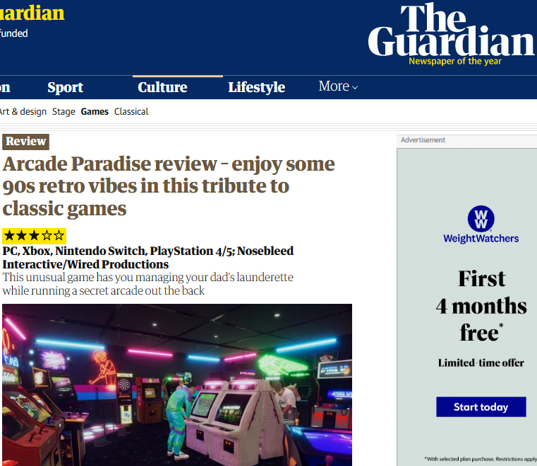 uardian
funded
The
Guardian
Newspaper of the year
on Sport Culture Lifestyle More
Art & design Stage Games Classical
Review
Advertisement
Arcade Paradise review – enjoy some
90s retro vibes in this tribute to
classic games
PC, Xbox, Nintendo Switch, PlayStation 4/5; Nosebleed
Interactive/Wired Productions
This unusual game has you managing your dad's launderette
while running a secret arcade out the back
W
W
WeightWatchers
First
4 months
free*
Limited-time offer
Start today
*With selected plan purchase. Restrictions apply